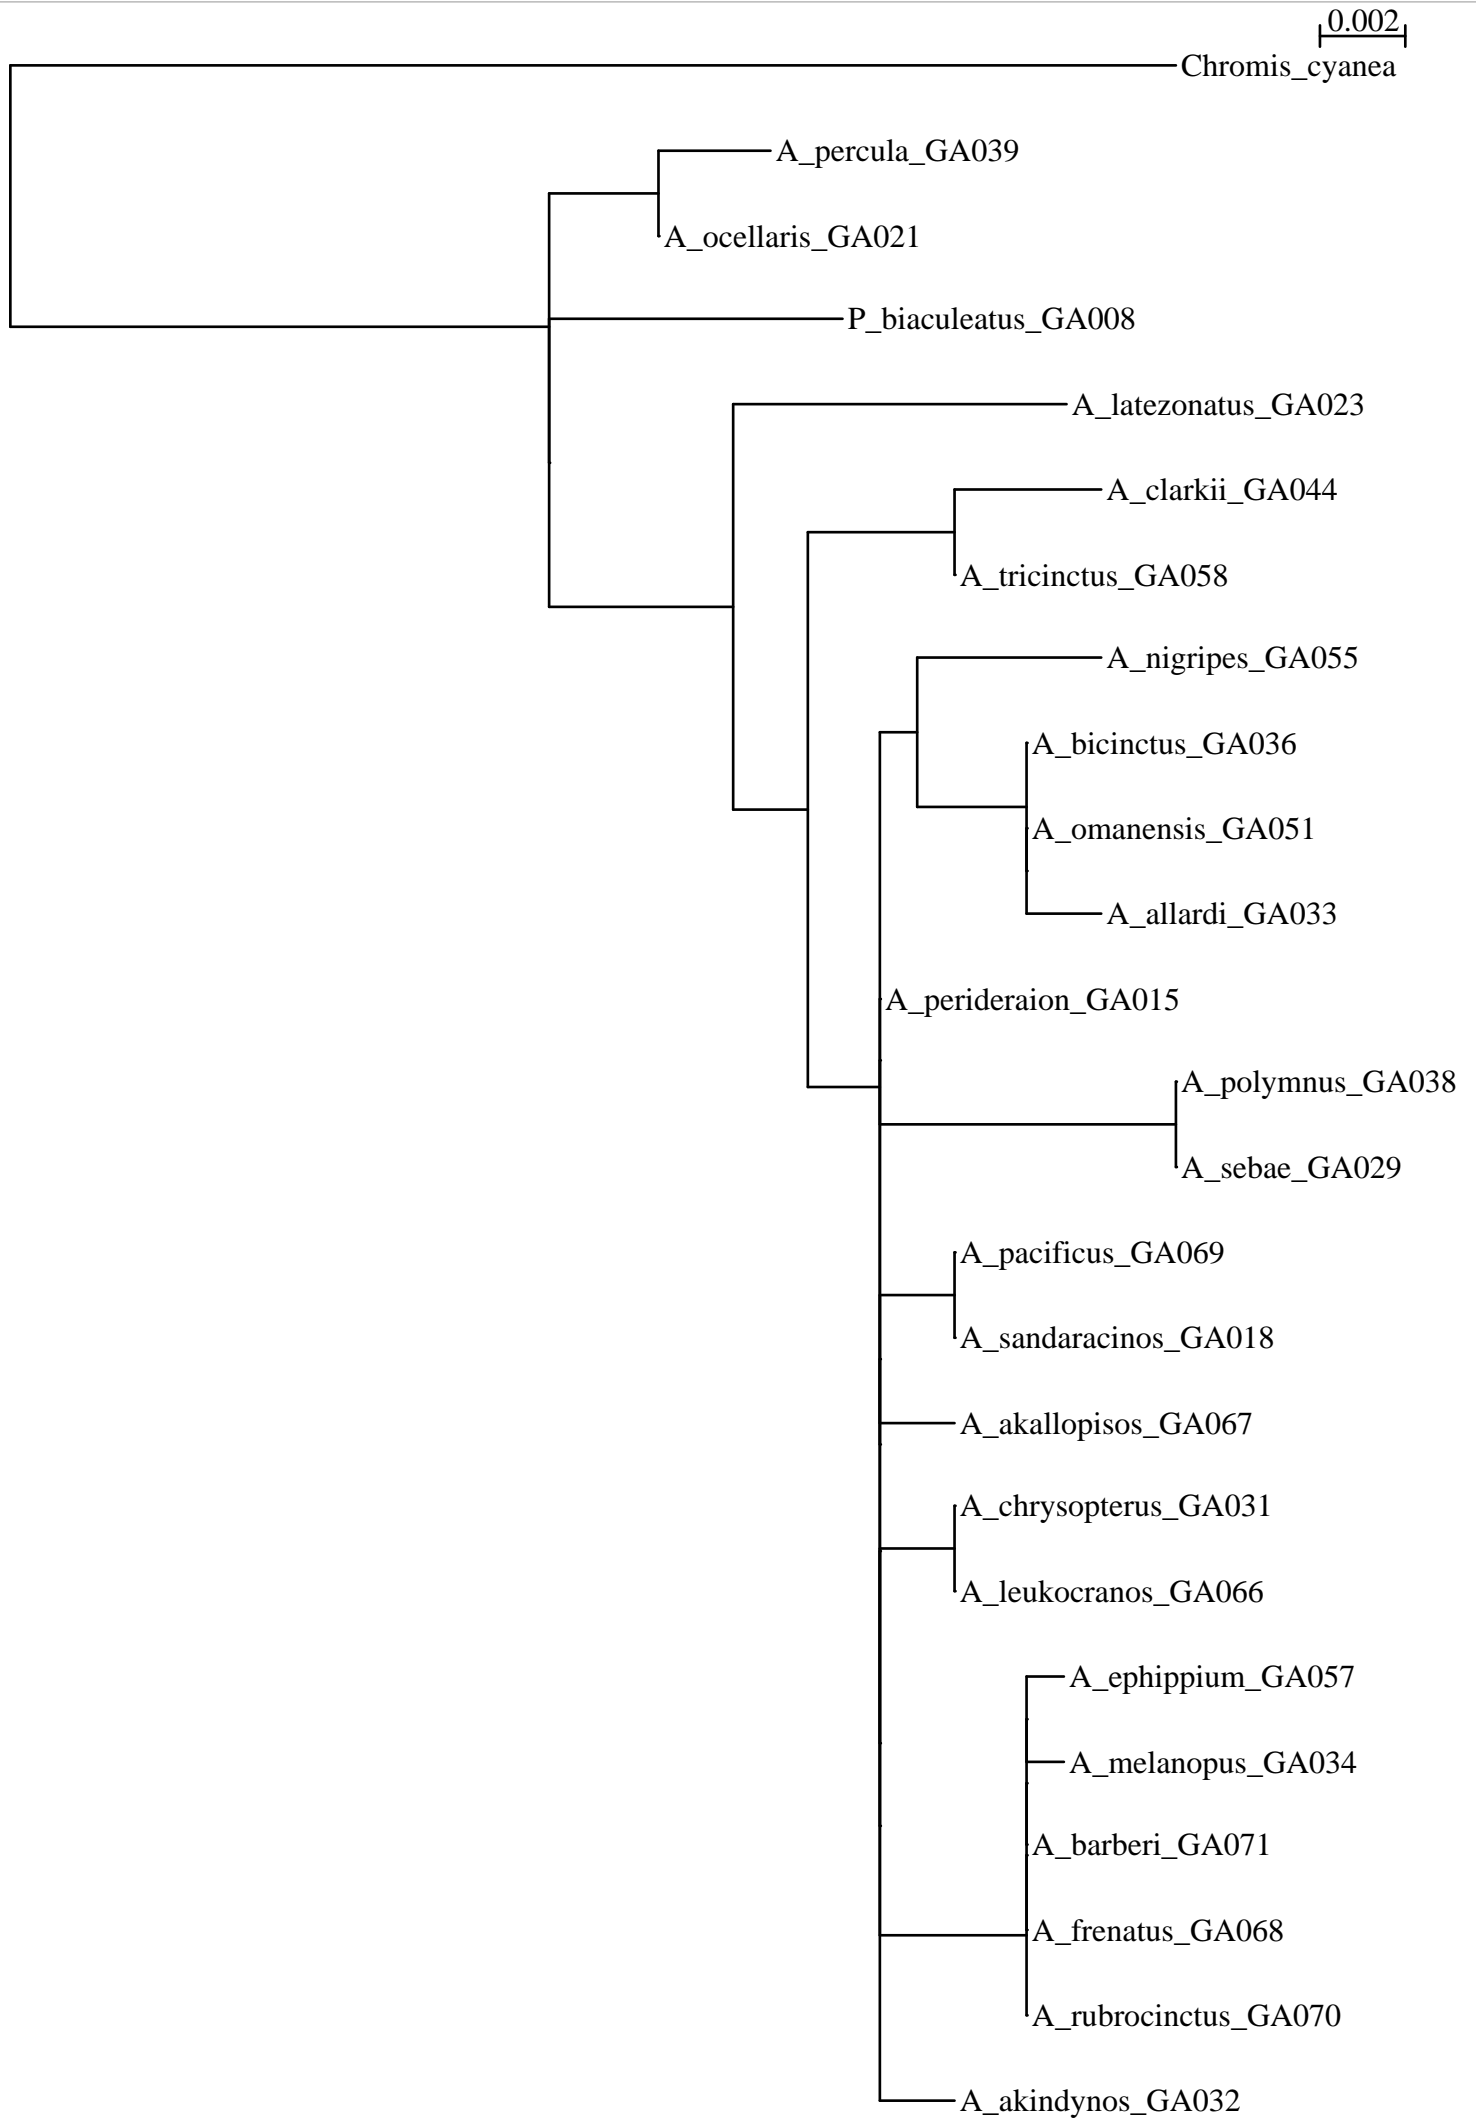 0.002
Chromis_cyanea
A_percula_GA039
A_ocellaris_GA021
P_biaculeatus_GA008
A_latezonatus_GA023
A_clarkii_GA044
A_tricinctus_GA058
A_nigripes_GA055
A_bicinctus_GA036
A_omanensis_GA051
A_allardi_GA033
A_perideraion_GA015
A_polymnus_GA038
A_sebae_GA029
A_pacificus_GA069
A_sandaracinos_GA018
A_akallopisos_GA067
A_chrysopterus_GA031
A_leukocranos_GA066
A_ephippium_GA057
A_melanopus_GA034
A_barberi_GA071
A_frenatus_GA068
A_rubrocinctus_GA070
A_akindynos_GA032